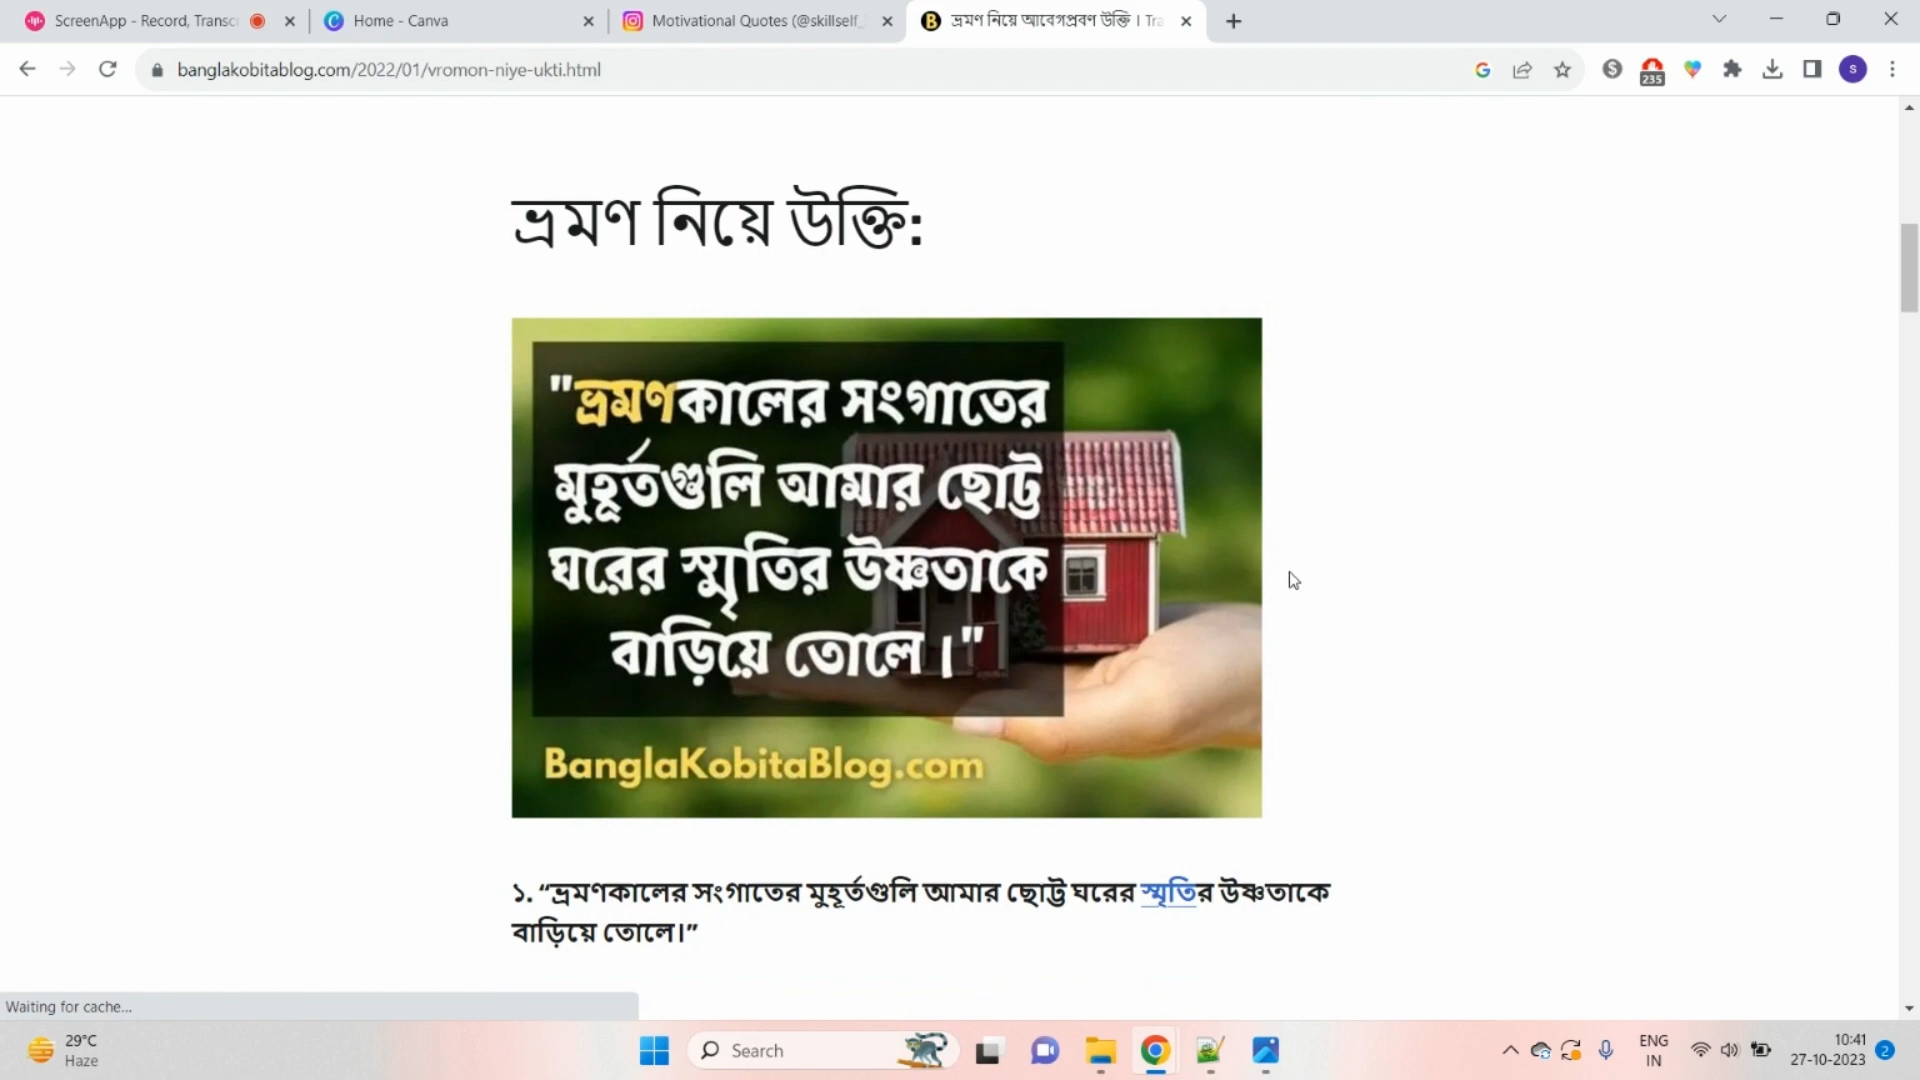 ScreenApp - Record, Transc
Home - Canva
Motivational Quotes (@skillself_
ভ্রমণ নিয়ে আবেগপ্রবণ উক্তি । Tra
banglakobitablog.com/2022/01/vromon-niye-ukti.html
235
S
ভ্রমণ নিয়ে উক্তি:
"ভ্রমণকালের সংগাতের
মুহূর্তগুলি আমার ছোট্ট
ঘরের স্মৃতির উষ্ণতাকে
বাড়িয়ে তোলে।"
BanglaKobitaBlog.com
১. “ভ্রমণকালের সংগাতের মুহূর্তগুলি আমার ছোট্ট ঘরের স্মৃতির উষ্ণতাকে
বাড়িয়ে তোলে।”
Waiting for cache...
29°C
Haze
Search
ENG
IN
10:41
27-10-2023
2